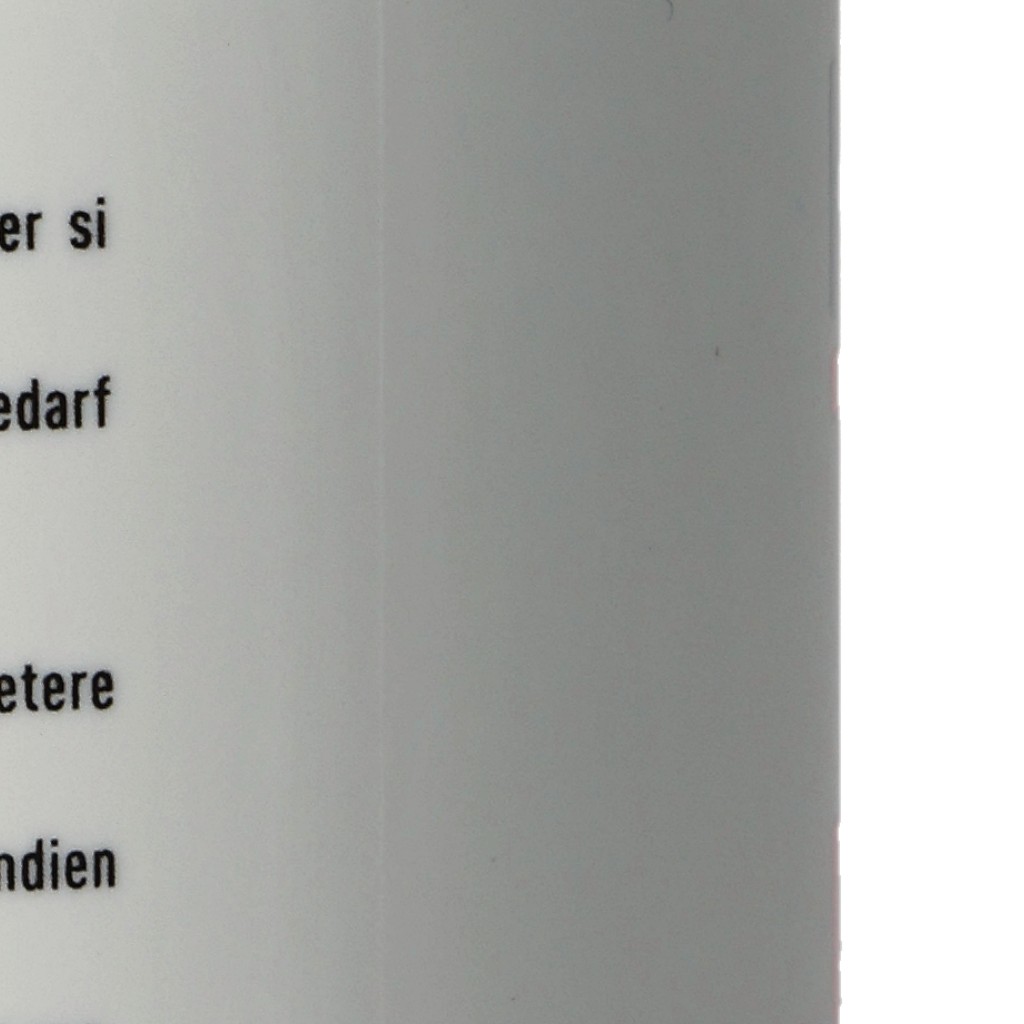 er si
edarf
etere
ndien